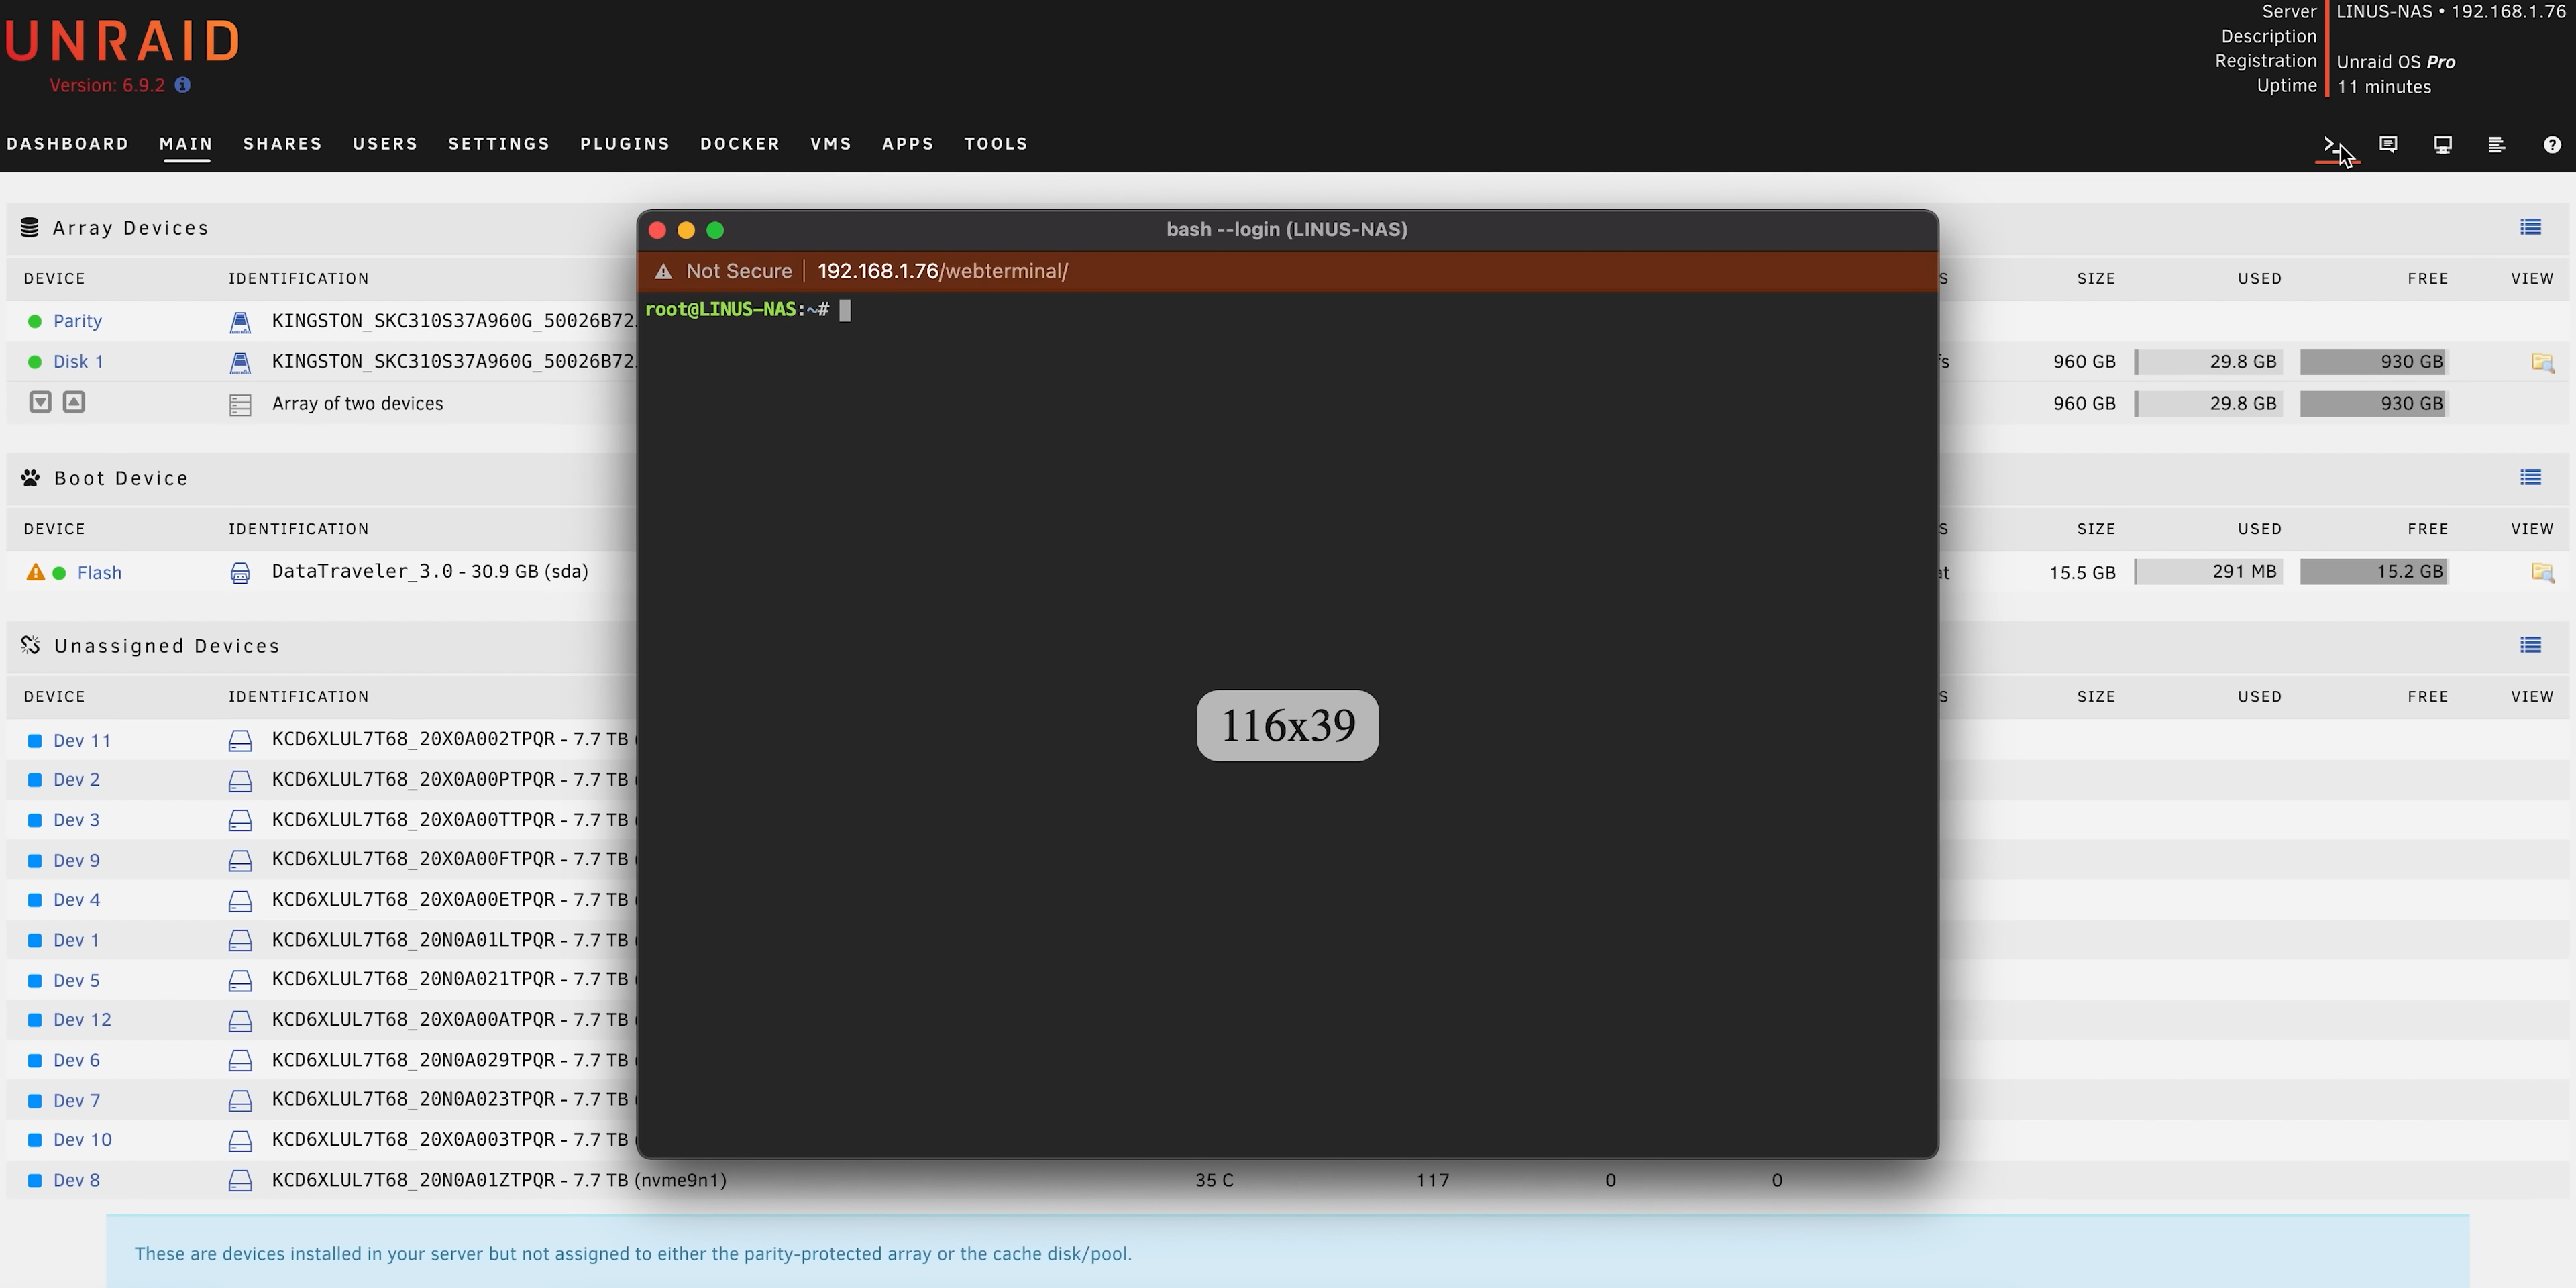 UNRAID
Version: 6.9.2
Server LINUS-NAS • 192.168.1.76
Description
Registration Unraid OS Pro
Uptime 11 minutes
DASHBOARD MAIN SHARES USERS SETTINGS PLUGINS DOCKER VMS APPS TOOLS
Array Devices
DEVICE IDENTIFICATION S SIZE USED FREE VIEW
Parity KINGSTON_SKC310S37A960G_50026B72
Disk 1 KINGSTON_SKC310S37A960G_50026B72 fs 960 GB 29.8 GB 930 GB
Array of two devices 960 GB 29.8 GB 930 GB
Boot Device
DEVICE IDENTIFICATION S SIZE USED FREE VIEW
Flash DataTraveler_3.0 - 30.9 GB (sda) at 15.5 GB 291 MB 15.2 GB
Unassigned Devices
DEVICE IDENTIFICATION S SIZE USED FREE VIEW
Dev 11 KCD6XLUL7T68_20X0A002TPQR - 7.7 TB (
Dev 2 KCD6XLUL7T68_20X0A00PTPQR - 7.7 TB (
Dev 3 KCD6XLUL7T68_20X0A00TTPQR - 7.7 TB (
Dev 9 KCD6XLUL7T68_20X0A00FTPQR - 7.7 TB (
Dev 4 KCD6XLUL7T68_20X0A00ETPQR - 7.7 TB (
Dev 1 KCD6XLUL7T68_20N0A01LTPQR - 7.7 TB (
Dev 5 KCD6XLUL7T68_20N0A021TPQR - 7.7 TB (
Dev 12 KCD6XLUL7T68_20X0A00ATPQR - 7.7 TB (
Dev 6 KCD6XLUL7T68_20N0A029TPQR - 7.7 TB (
Dev 7 KCD6XLUL7T68_20N0A023TPQR - 7.7 TB (
Dev 10 KCD6XLUL7T68_20X0A003TPQR - 7.7 TB (
Dev 8 KCD6XLUL7T68_20N0A01ZTPQR - 7.7 TB (nvme9n1) 35 C 117 0 0
These are devices installed in your server but not assigned to either the parity-protected array or the cache disk/pool.
bash --login (LINUS-NAS)
Not Secure 192.168.1.76/webterminal/
root@LINUS-NAS:~#
116x39